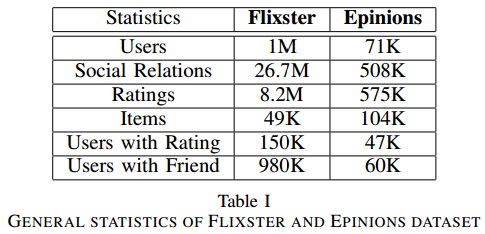 Statistics Flixster Epinions
Users 1M 71K
Social Relations 26.7M 508K
Ratings 8.2M 575K
Items 49K 104K
Users with Rating 150K 47K
Users with Friend 980K 60K
Table I
GENERAL STATISTICS OF FLIXSTER AND EPINIONS DATASET